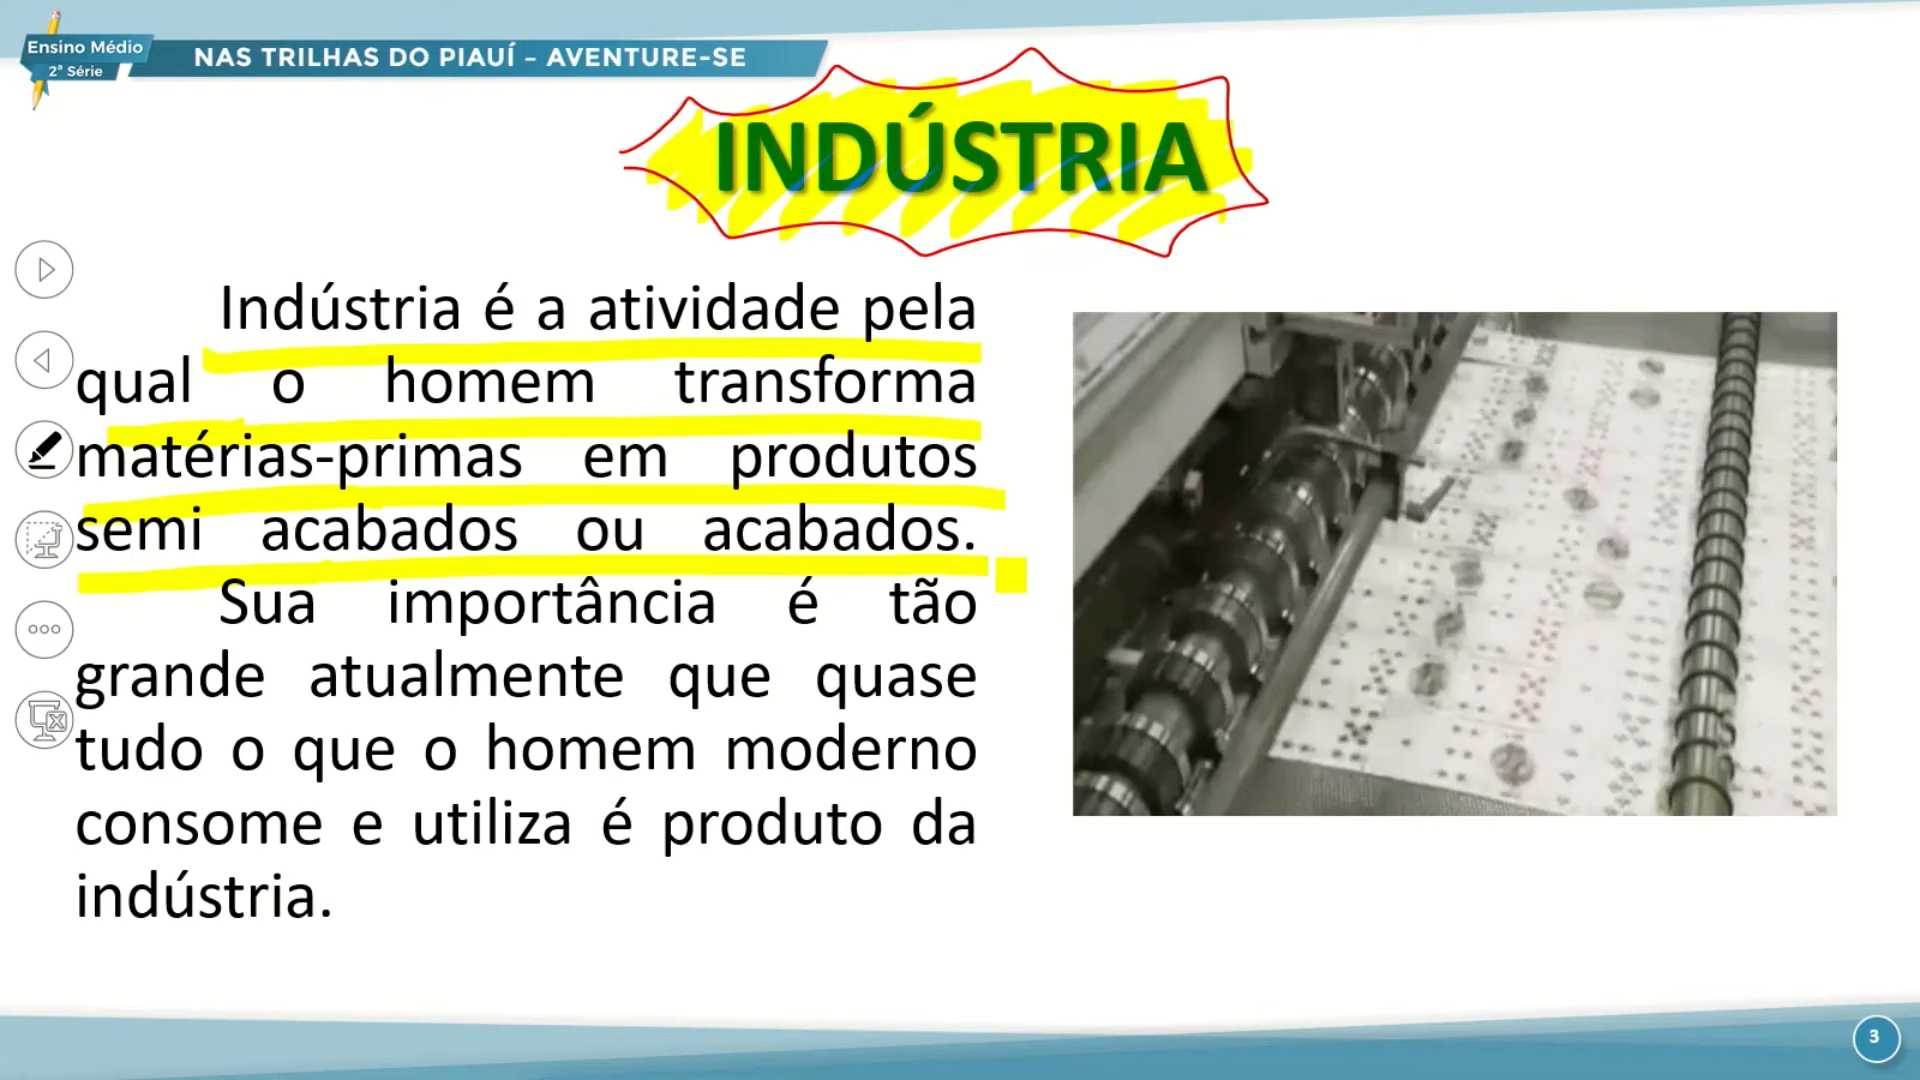 Ensino Médio
2ª Série
NAS TRILHAS DO PIAUÍ – AVENTURE-SE
INDÚSTRIA
Indústria é a atividade pela
qual o homem transforma
matérias-primas em produtos
semi acabados ou acabados.
Sua importância é tão
grande atualmente que quase
tudo o que o homem moderno
consome e utiliza é produto da
indústria.
3